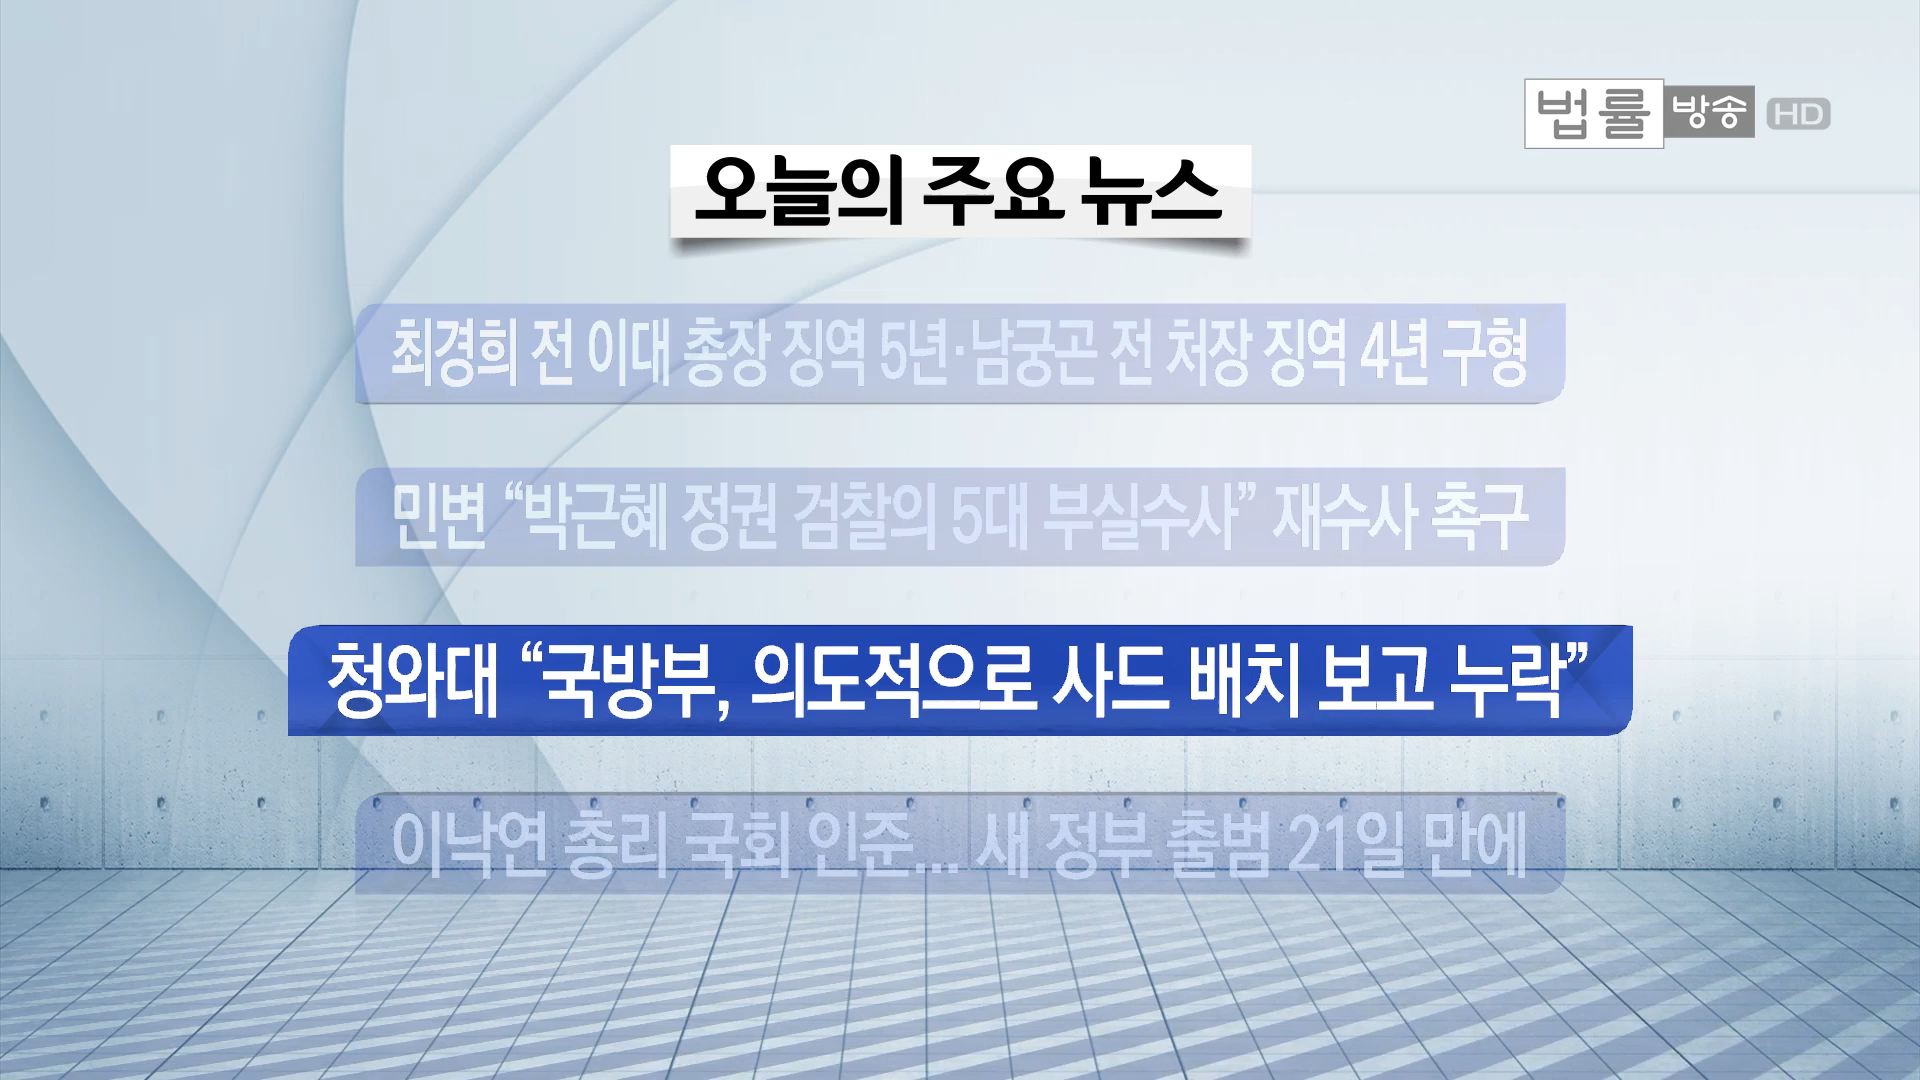 법률방송 HD
오늘의 주요 뉴스
최경희 전 이대 총장 징역 5년·남궁곤 전 처장 징역 4년 구형
민변 “박근혜 정권 검찰의 5대 부실수사” 재수사 촉구
청와대 “국방부, 의도적으로 사드 배치 보고 누락”
이낙연 총리 국회 인준... 새 정부 출범 21일 만에